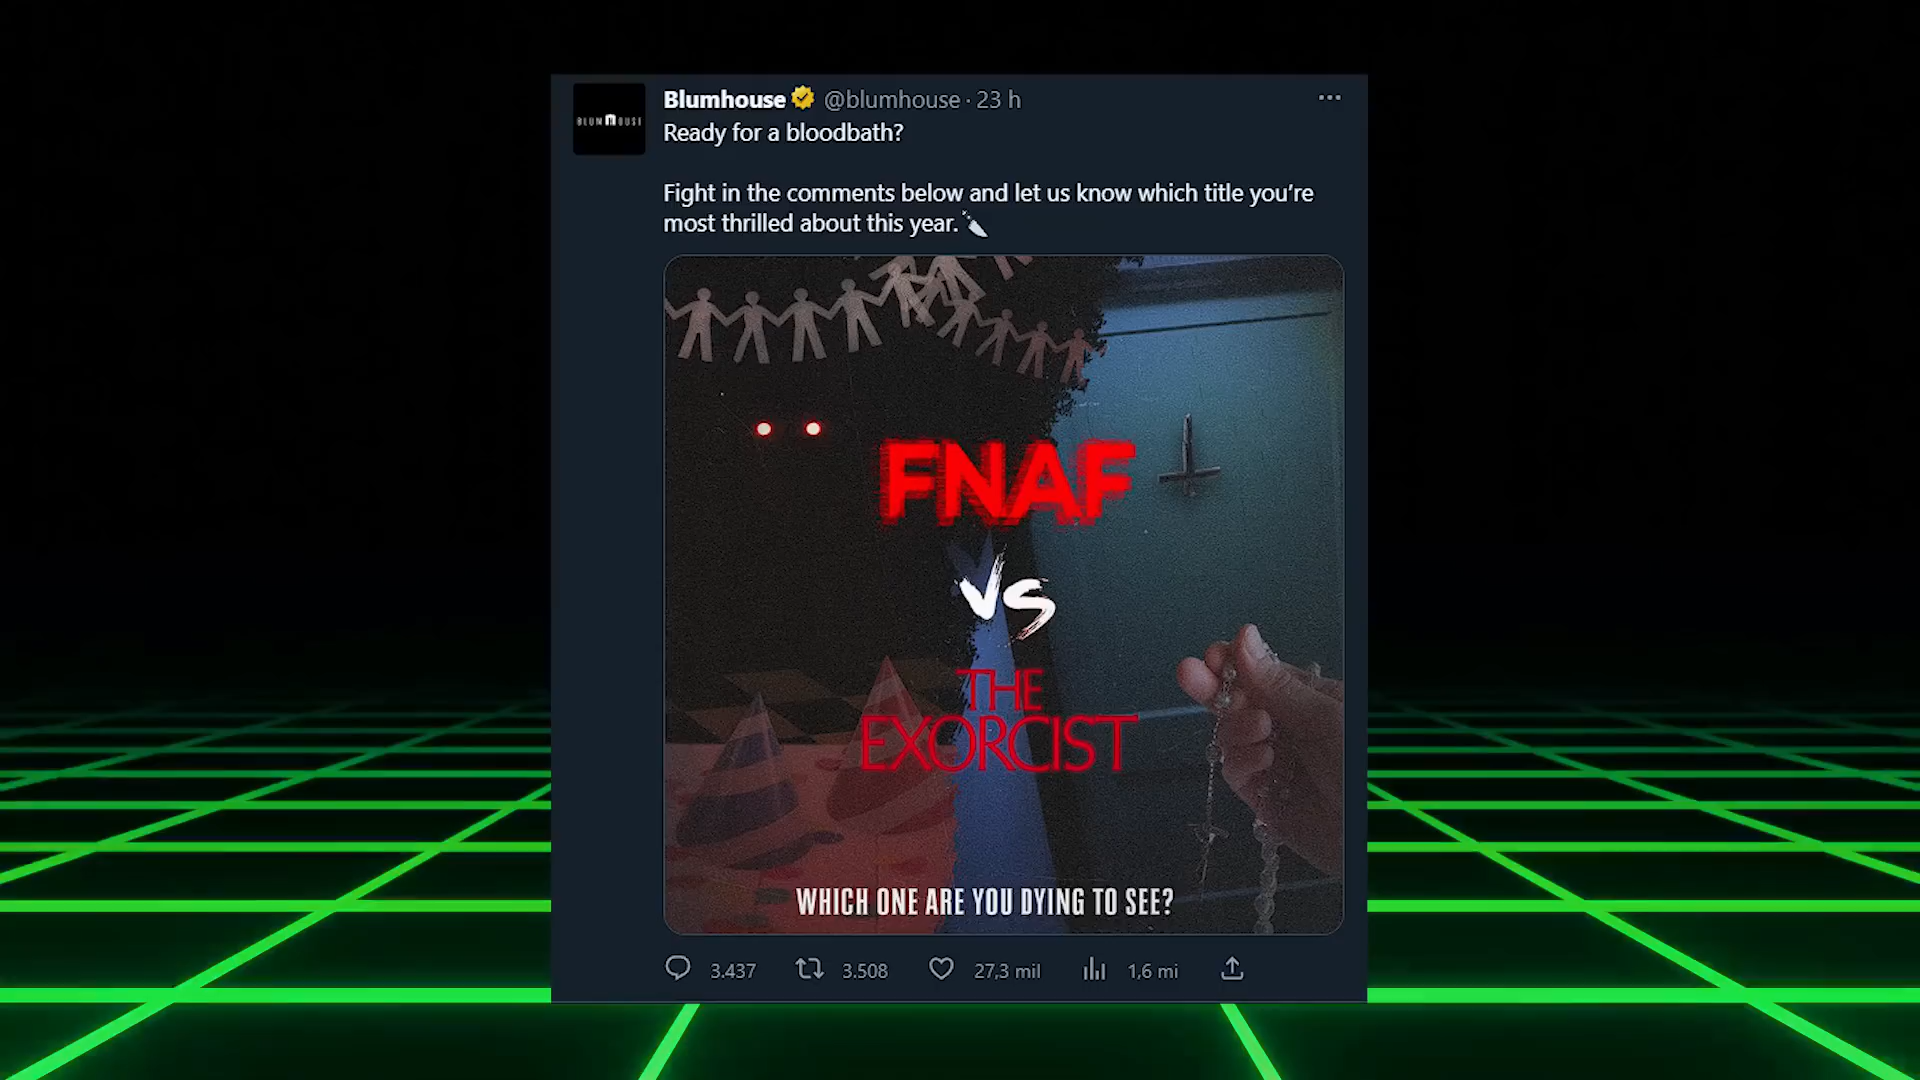 BLUMHOUSE
Blumhouse @blumhouse · 23 h
Ready for a bloodbath?
Fight in the comments below and let us know which title you’re
most thrilled about this year.
FNAF
VS
THE
EXORCIST
WHICH ONE ARE YOU DYING TO SEE?
3.437 3.508 27,3 mil 1,6 mi